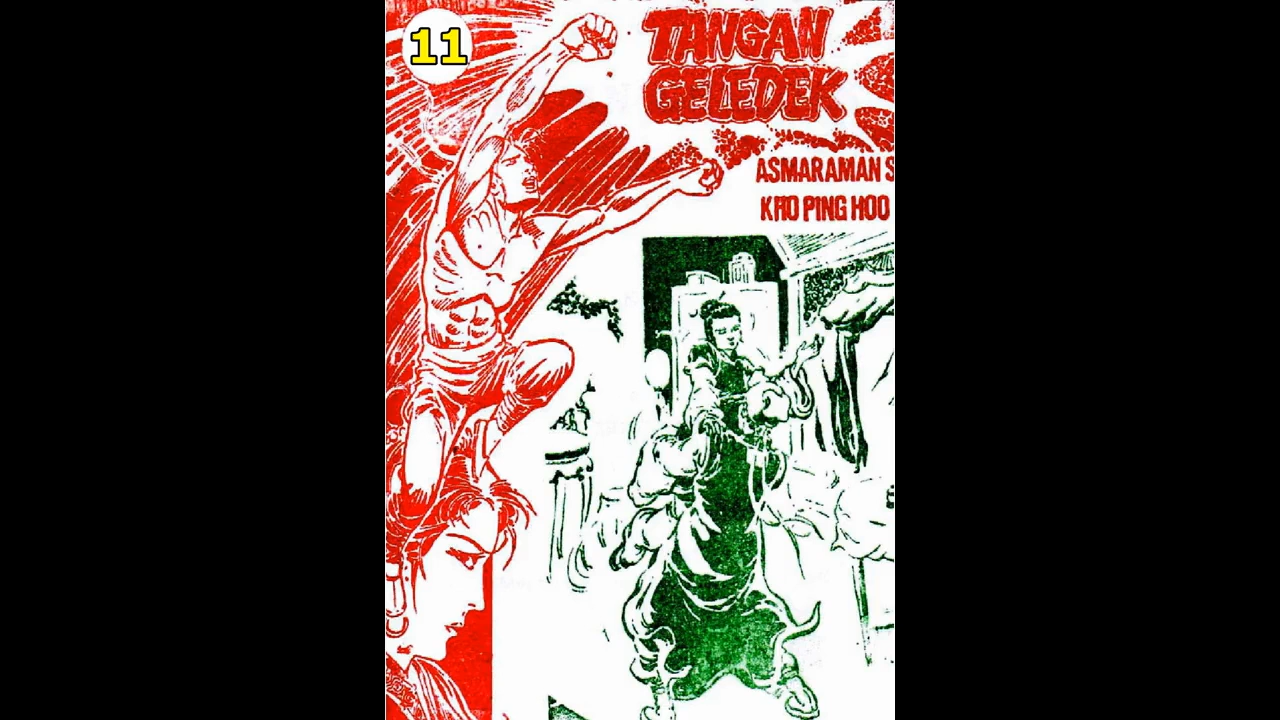 11
TANGAN
GELEDEK
ASMARAMAN S
KHO PING HOO